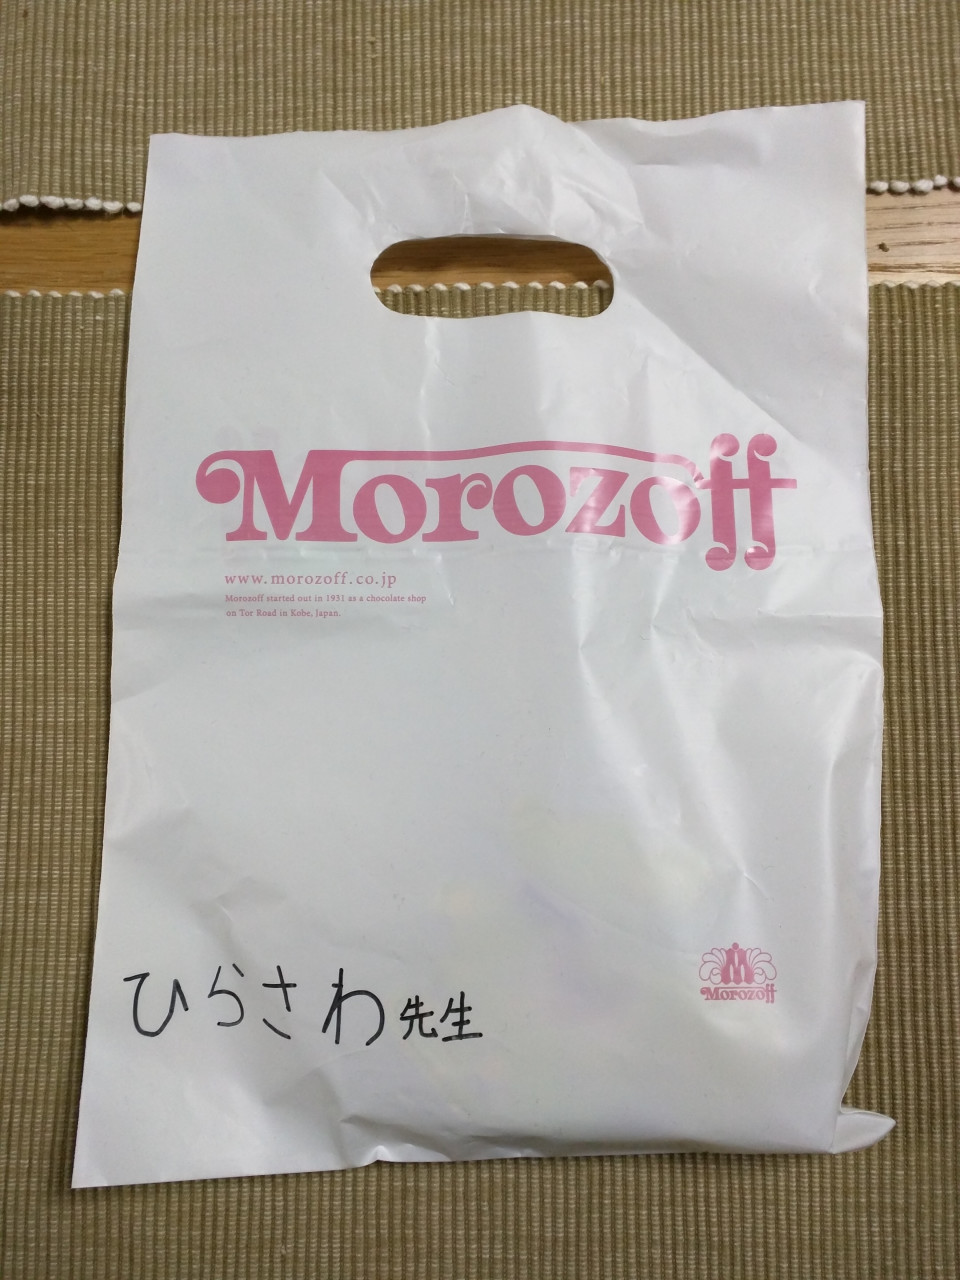 Morozoff
www.morozoff.co.jp
Morozoff started out in 1931 as a chocolate shop
on Tor Road in Kobe, Japan.
M
Morozoff
ひらさわ先生